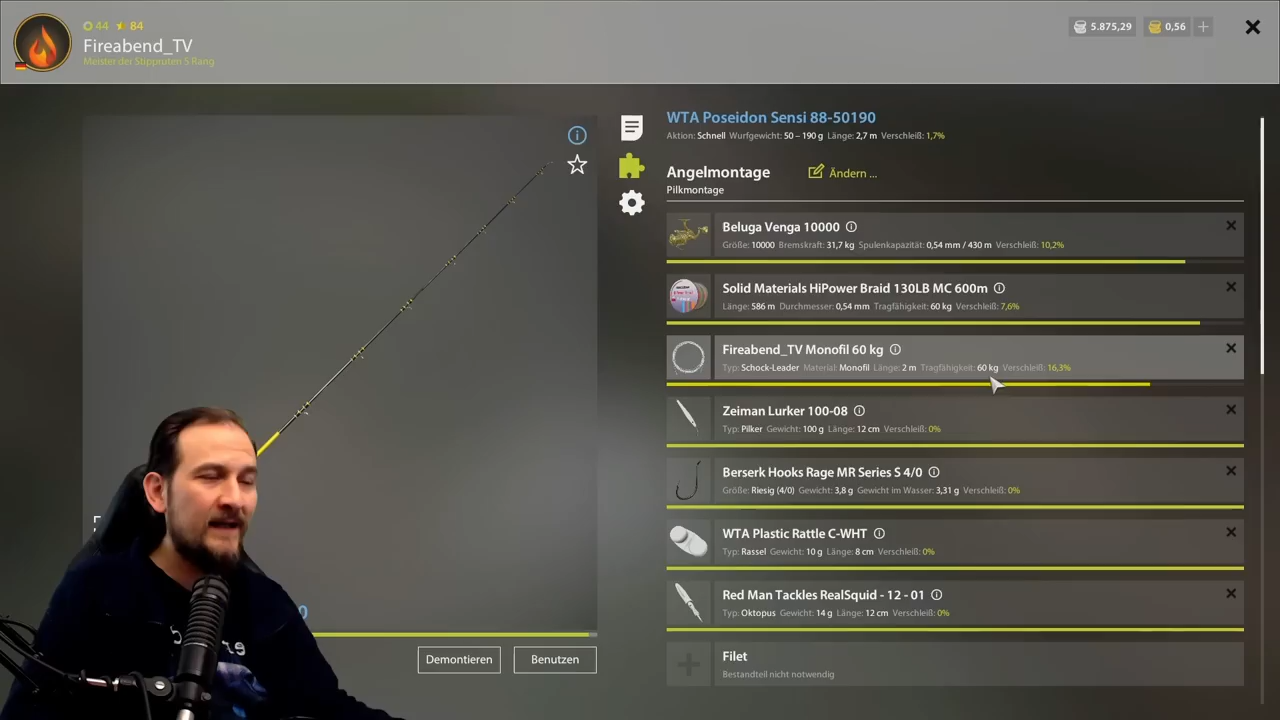 44 84
Fireabend_TV
Meister der Stippruten S Rang
5.875,29 0,56
WTA Poseidon Sensi 88-50190
Aktion: Schnell Wurfgewicht: 50 – 190 g Länge: 2,7 m Verschleiß: 1,7%
Angelmontage Ändern ...
Pilkmontage
Beluga Venga 10000
Größe: 10000 Bremskraft: 31,7 kg Spulenkapazität: 0,54 mm / 430 m Verschleiß: 10,2%
Solid Materials HiPower Braid 130LB MC 600m
Länge: 586 m Durchmesser: 0,54 mm Tragfähigkeit: 60 kg Verschleiß: 7,6%
Fireabend_TV Monofil 60 kg
Typ: Schock-Leader Material: Monofil Länge: 2 m Tragfähigkeit: 60 kg Verschleiß: 16,3%
Zeiman Lurker 100-08
Typ: Pilker Gewicht: 100 g Länge: 12 cm Verschleiß: 0%
Berserk Hooks Rage MR Series S 4/0
Größe: Riesig (4/0) Gewicht: 3,8 g Gewicht im Wasser: 3,31 g Verschleiß: 0%
WTA Plastic Rattle C-WHT
Typ: Rassel Gewicht: 10 g Länge: 8 cm Verschleiß: 0%
Red Man Tackles RealSquid - 12 - 01
Typ: Oktopus Gewicht: 14 g Länge: 12 cm Verschleiß: 0%
Filet
Bestandteil nicht notwendig
Demontieren Benutzen